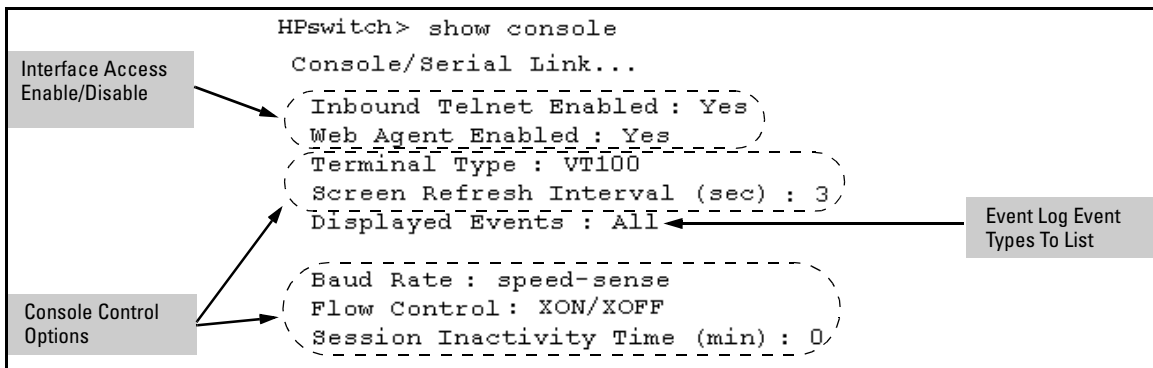 HPswitch> show console
Console/Serial Link...
Interface Access
Enable/Disable
Inbound Telnet Enabled : Yes
Web Agent Enabled : Yes
Terminal Type : VT100
Screen Refresh Interval (sec) : 3
Displayed Events : All
Event Log Event
Types To List
Baud Rate : speed-sense
Flow Control : XON/XOFF
Session Inactivity Time (min) : 0
Console Control
Options